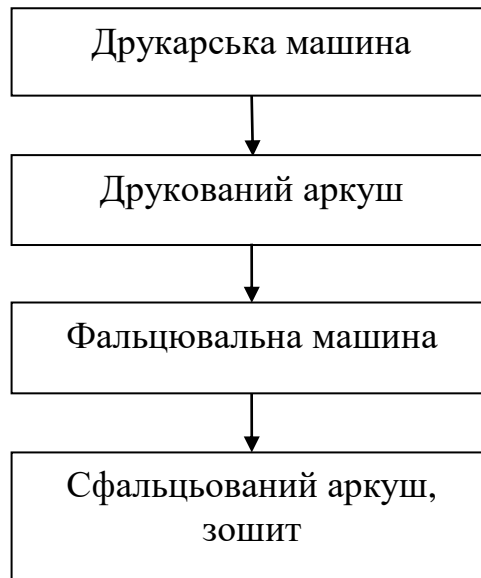 Друкарська машина
Друкований аркуш
Фальцювальна машина
Сфальцьований аркуш,
зошит